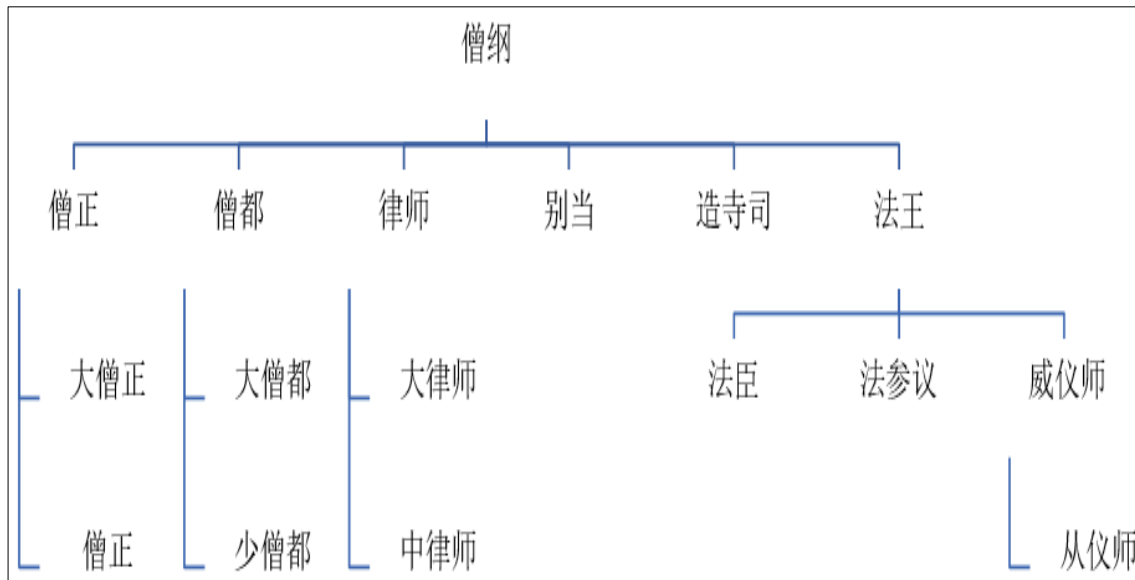 僧纲
僧正 僧都 律师 别当 造寺司 法王
大僧正 大僧都 大律师 法臣 法参议 威仪师
僧正 少僧都 中律师 从仪师